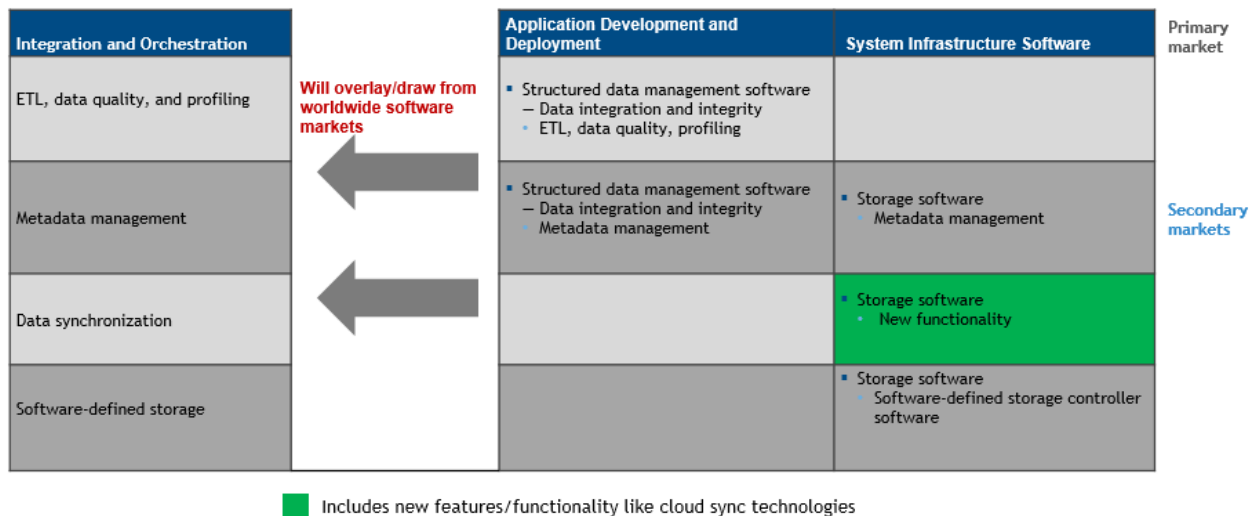 Integration and Orchestration
Application Development and
Deployment
System Infrastructure Software
Primary
market
ETL, data quality, and profiling
Will overlay/draw from
worldwide software
markets
▪ Structured data management software
— Data integration and integrity
• ETL, data quality, profiling
Metadata management
▪ Structured data management software
— Data integration and integrity
• Metadata management
▪ Storage software
• Metadata management
Secondary
markets
Data synchronization
▪ Storage software
• New functionality
Software-defined storage
▪ Storage software
• Software-defined storage controller
software
Includes new features/functionality like cloud sync technologies